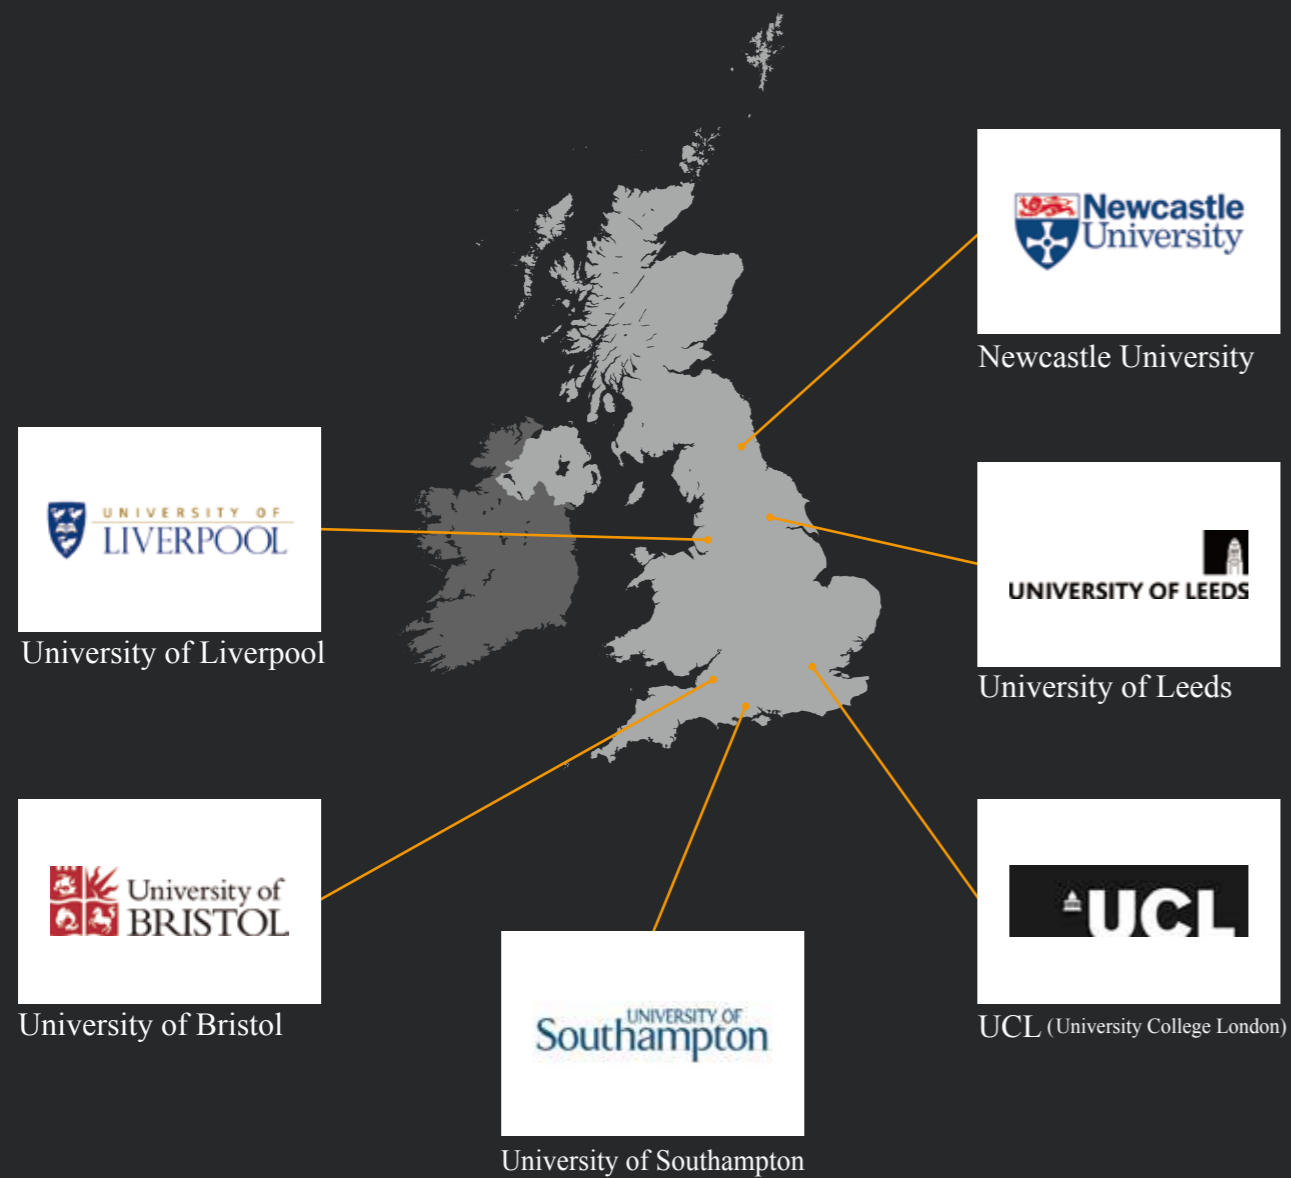 Newcastle
University
Newcastle University
UNIVERSITY OF
LIVERPOOL
University of Liverpool
UNIVERSITY OF LEEDS
University of Leeds
University of
BRISTOL
University of Bristol
UNIVERSITY OF
Southampton
University of Southampton
UCL
UCL (University College London)